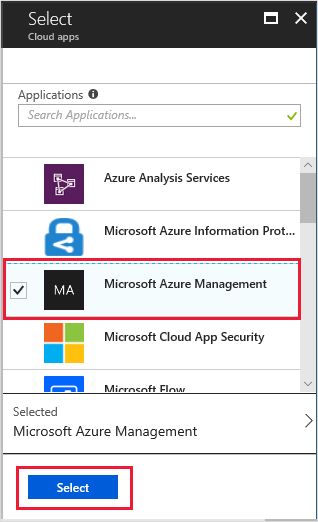 Select
Cloud apps
Applications
Search Applications...
Azure Analysis Services
Microsoft Azure Information Prot...
MA
Microsoft Azure Management
Microsoft Cloud App Security
Microsoft Flow
Selected
Microsoft Azure Management
Select